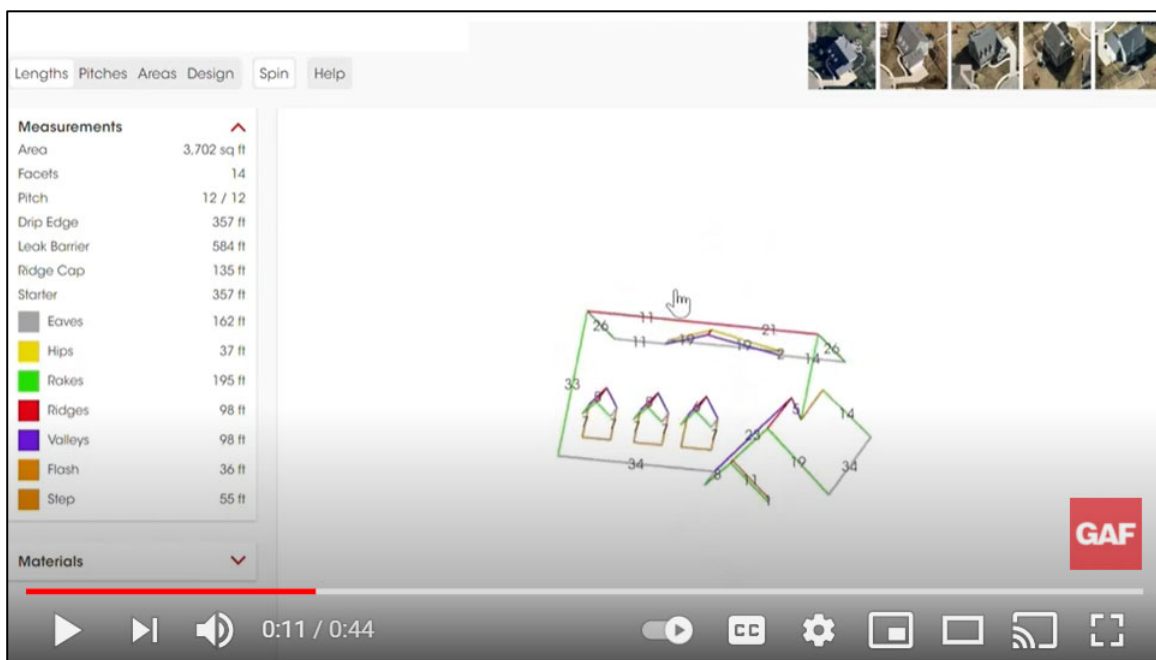 Lengths Pitches Areas Design Spin Help
Measurements
Area 3,702 sq ft
Facets 14
Pitch 12 / 12
Drip Edge 357 ft
Leak Barrier 584 ft
Ridge Cap 135 ft
Starter 357 ft
Eaves 162 ft
Hips 37 ft
Rakes 195 ft
Ridges 98 ft
Valleys 98 ft
Flash 36 ft
Step 55 ft
Materials
11
21
26
11
19
19
2
14
26
33
34
5
14
23
19
34
8
11
GAF
0:11 / 0:44
CC